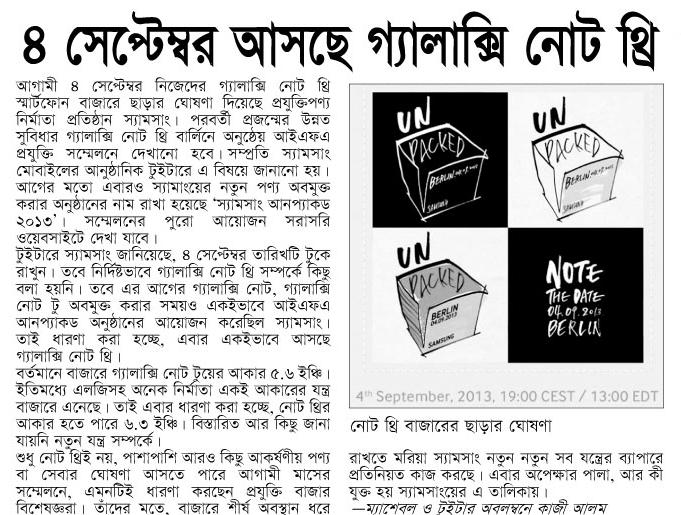 ৪ সেপ্টেম্বর আসছে গ্যালাক্সি নোট থ্রি
আগামী ৪ সেপ্টেম্বর নিজেদের গ্যালাক্সি নোট থ্রি
স্মার্টফোন বাজারে ছাড়ার ঘোষণা দিয়েছে প্রযুক্তিপণ্য
নির্মাতা প্রতিষ্ঠান স্যামসাং। পরবর্তী প্রজন্মের উন্নত
সুবিধার গ্যালাক্সি নোট থ্রি বার্লিনে অনুষ্ঠেয় আইএফএ
প্রযুক্তি সম্মেলনে দেখানো হবে। সম্প্রতি স্যামসাং
মোবাইলের আনুষ্ঠানিক টুইটারে এ বিষয়ে জানানো হয়।
আগের মতো এবারও স্যামাংয়ের নতুন পণ্য অবমুক্ত
করার অনুষ্ঠানের নাম রাখা হয়েছে ‘স্যামসাং আনপ্যাকড
২০১৩’। সম্মেলনের পুরো আয়োজন সরাসরি
ওয়েবসাইটে দেখা যাবে।
টুইটারে স্যামসাং জানিয়েছে, ৪ সেপ্টেম্বর তারিখটি টুকে
রাখুন। তবে নির্দিষ্টভাবে গ্যালাক্সি নোট থ্রি সম্পর্কে কিছু
বলা হয়নি। তবে এর আগের গ্যালাক্সি নোট, গ্যালাক্সি
নোট টু অবমুক্ত করার সময়ও একইভাবে আইএফএ
আনপ্যাকড অনুষ্ঠানের আয়োজন করেছিল স্যামসাং।
তাই ধারণা করা হচ্ছে, এবার একইভাবে আসছে
গ্যালাক্সি নোট থ্রি।
বর্তমানে বাজারে গ্যালাক্সি নোট টুয়ের আকার ৫.৬ ইঞ্চি।
ইতিমধ্যে এলজিসহ অনেক নির্মাতা একই আকারের যন্ত্র
বাজারে এনেছে। তাই এবার ধারণা করা হচ্ছে, নোট থ্রির
আকার হতে পারে ৬.৩ ইঞ্চি। বিস্তারিত আর কিছু জানা
যায়নি নতুন যন্ত্র সম্পর্কে।
শুধু নোট থ্রিই নয়, পাশাপাশি আরও কিছু আকর্ষণীয় পণ্য
বা সেবার ঘোষণা আসতে পারে আগামী মাসের
সম্মেলনে, এমনটিই ধারণা করছেন প্রযুক্তি বাজার
বিশেষজ্ঞরা। তাঁদের মতে, বাজারে শীর্ষ অবস্থান ধরে
UN
PACKED
BERLIN 04.09.2013
SAMSUNG
UN
PACKED
BERLIN 04.09.2013
SAMSUNG
UN
PACKED
BERLIN
04.09.2013
SAMSUNG
NOTE
THE DATE
04.09.2013
BERLIN
4th September, 2013, 19:00 CEST / 13:00 EDT
নোট থ্রি বাজারের ছাড়ার ঘোষণা
রাখতে মরিয়া স্যামসাং নতুন নতুন সব যন্ত্রের ব্যাপারে
প্রতিনিয়ত কাজ করছে। এবার অপেক্ষার পালা, আর কী
যুক্ত হয় স্যামসাংয়ের এ তালিকায়।
—ম্যাশেবল ও টুইটার অবলম্বনে কাজী আলম